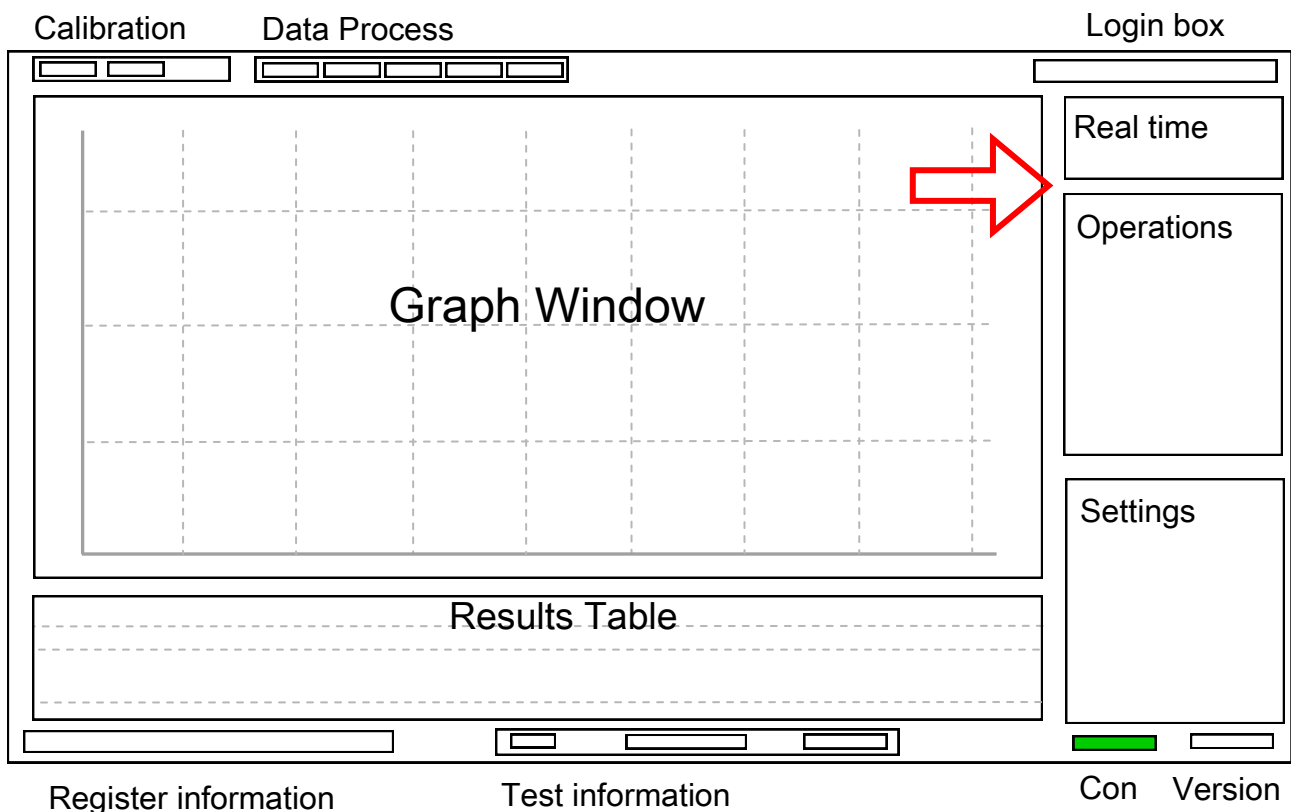 Calibration
Data Process
Login box
Real time
Operations
Graph Window
Settings
Results Table
Register information
Test information
Con
Version